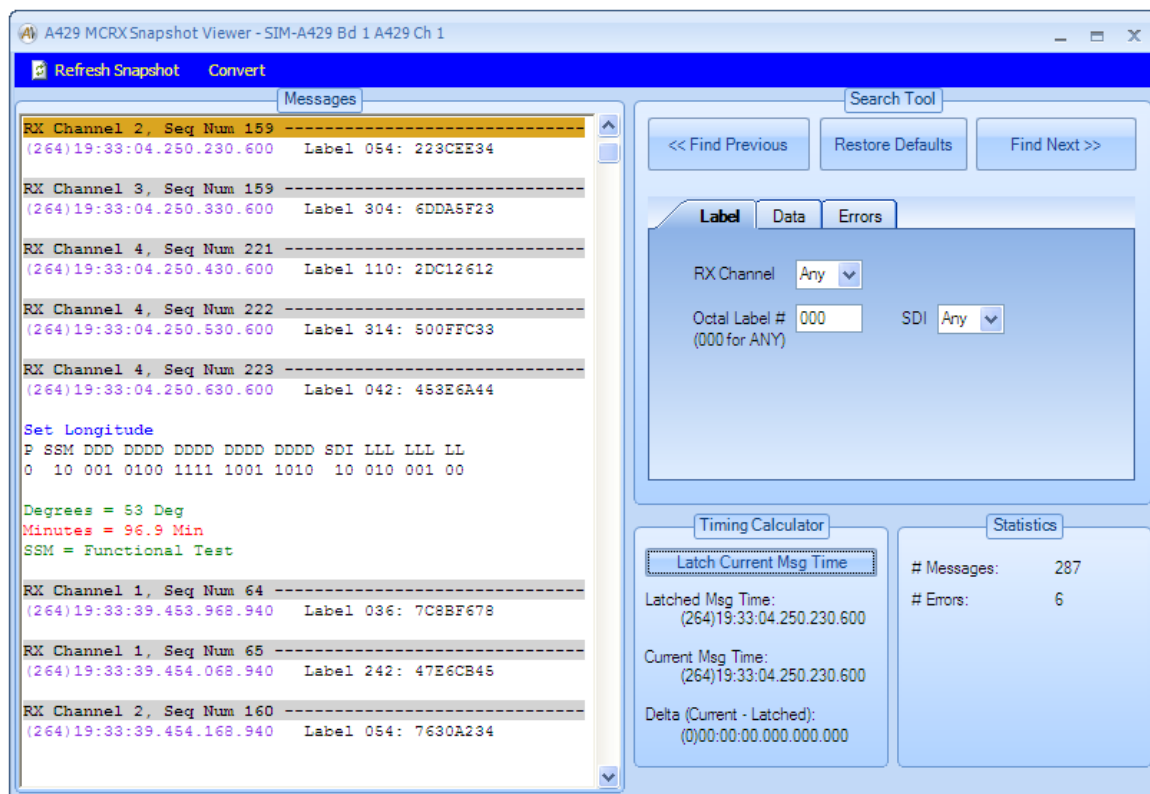 A429 MCRX Snapshot Viewer - SIM-A429 Bd 1 A429 Ch 1
Refresh Snapshot Convert
Messages
RX Channel 2, Seq Num 159 ------------------------------
(264)19:33:04.250.230.600 Label 054: 223CEE34
RX Channel 3, Seq Num 159 ------------------------------
(264)19:33:04.250.330.600 Label 304: 6DDA5F23
RX Channel 4, Seq Num 221 ------------------------------
(264)19:33:04.250.430.600 Label 110: 2DC12612
RX Channel 4, Seq Num 222 ------------------------------
(264)19:33:04.250.530.600 Label 314: 500FFC33
RX Channel 4, Seq Num 223 ------------------------------
(264)19:33:04.250.630.600 Label 042: 453E6A44
Set Longitude
P SSM DDD DDDD DDDD DDDD DDDD SDI LLL LLL LL
0 10 001 0100 1111 1001 1010 10 010 001 00
Degrees = 53 Deg
Minutes = 96.9 Min
SSM = Functional Test
RX Channel 1, Seq Num 64 -------------------------------
(264)19:33:39.453.968.940 Label 036: 7C8BF678
RX Channel 1, Seq Num 65 -------------------------------
(264)19:33:39.454.068.940 Label 242: 47E6CB45
RX Channel 2, Seq Num 160 ------------------------------
(264)19:33:39.454.168.940 Label 054: 7630A234
Search Tool
<< Find Previous Restore Defaults Find Next >>
Label Data Errors
RX Channel Any
Octal Label # 000 SDI Any
(000 for ANY)
Timing Calculator
Latch Current Msg Time
Latched Msg Time:
(264)19:33:04.250.230.600
Current Msg Time:
(264)19:33:04.250.230.600
Delta (Current - Latched):
(0)00:00:00.000.000.000
Statistics
# Messages: 287
# Errors: 6